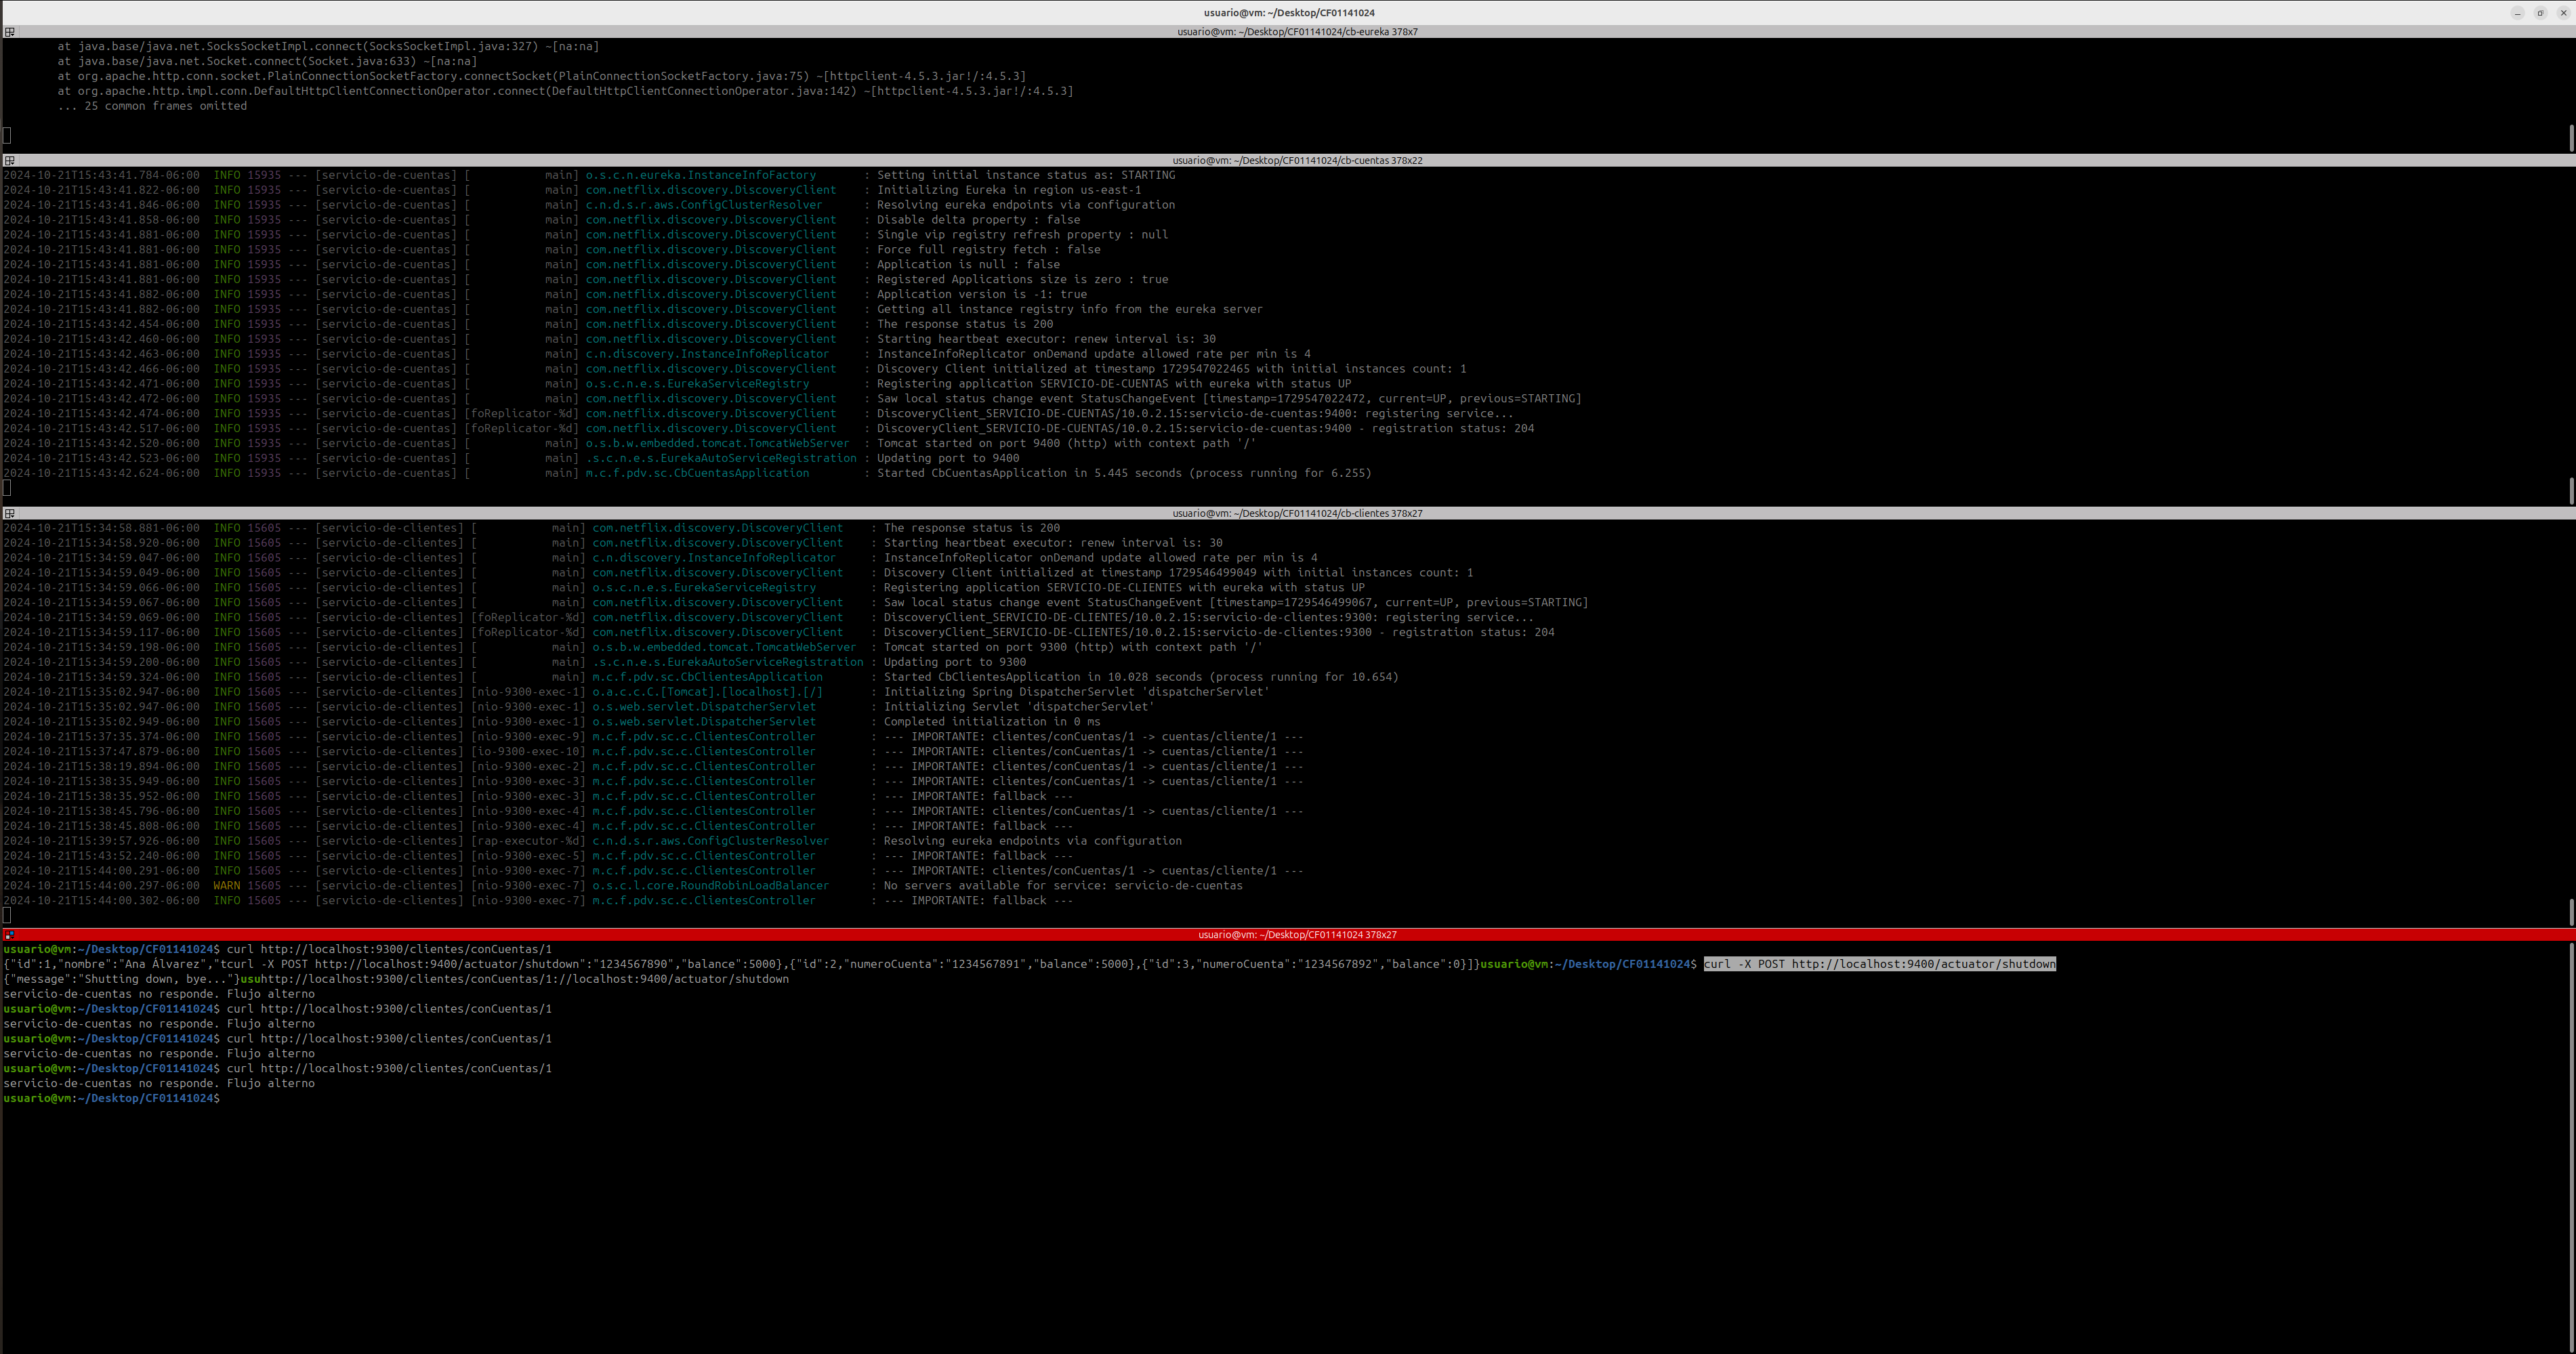 usuario@vm: ~/Desktop/CF01141024
usuario@vm: ~/Desktop/CF01141024/cb-eureka 378x7
at java.base/java.net.SocksSocketImpl.connect(SocksSocketImpl.java:327) ~[na:na]
at java.base/java.net.Socket.connect(Socket.java:633) ~[na:na]
at org.apache.http.conn.socket.PlainConnectionSocketFactory.connectSocket(PlainConnectionSocketFactory.java:75) ~[httpclient-4.5.3.jar!/:4.5.3]
at org.apache.http.impl.conn.DefaultHttpClientConnectionOperator.connect(DefaultHttpClientConnectionOperator.java:142) ~[httpclient-4.5.3.jar!/:4.5.3]
... 25 common frames omitted
usuario@vm: ~/Desktop/CF01141024/cb-cuentas 378x22
2024-10-21T15:43:41.784-06:00  INFO 15935 --- [servicio-de-cuentas] [           main] o.s.c.n.eureka.InstanceInfoFactory       : Setting initial instance status as: STARTING
2024-10-21T15:43:41.822-06:00  INFO 15935 --- [servicio-de-cuentas] [           main] com.netflix.discovery.DiscoveryClient    : Initializing Eureka in region us-east-1
2024-10-21T15:43:41.846-06:00  INFO 15935 --- [servicio-de-cuentas] [           main] c.n.d.s.r.aws.ConfigClusterResolver      : Resolving eureka endpoints via configuration
2024-10-21T15:43:41.858-06:00  INFO 15935 --- [servicio-de-cuentas] [           main] com.netflix.discovery.DiscoveryClient    : Disable delta property : false
2024-10-21T15:43:41.881-06:00  INFO 15935 --- [servicio-de-cuentas] [           main] com.netflix.discovery.DiscoveryClient    : Single vip registry refresh property : null
2024-10-21T15:43:41.881-06:00  INFO 15935 --- [servicio-de-cuentas] [           main] com.netflix.discovery.DiscoveryClient    : Force full registry fetch : false
2024-10-21T15:43:41.881-06:00  INFO 15935 --- [servicio-de-cuentas] [           main] com.netflix.discovery.DiscoveryClient    : Application is null : false
2024-10-21T15:43:41.881-06:00  INFO 15935 --- [servicio-de-cuentas] [           main] com.netflix.discovery.DiscoveryClient    : Registered Applications size is zero : true
2024-10-21T15:43:41.882-06:00  INFO 15935 --- [servicio-de-cuentas] [           main] com.netflix.discovery.DiscoveryClient    : Application version is -1: true
2024-10-21T15:43:41.882-06:00  INFO 15935 --- [servicio-de-cuentas] [           main] com.netflix.discovery.DiscoveryClient    : Getting all instance registry info from the eureka server
2024-10-21T15:43:42.454-06:00  INFO 15935 --- [servicio-de-cuentas] [           main] com.netflix.discovery.DiscoveryClient    : The response status is 200
2024-10-21T15:43:42.460-06:00  INFO 15935 --- [servicio-de-cuentas] [           main] com.netflix.discovery.DiscoveryClient    : Starting heartbeat executor: renew interval is: 30
2024-10-21T15:43:42.463-06:00  INFO 15935 --- [servicio-de-cuentas] [           main] c.n.discovery.InstanceInfoReplicator     : InstanceInfoReplicator onDemand update allowed rate per min is 4
2024-10-21T15:43:42.466-06:00  INFO 15935 --- [servicio-de-cuentas] [           main] com.netflix.discovery.DiscoveryClient    : Discovery Client initialized at timestamp 1729547022465 with initial instances count: 1
2024-10-21T15:43:42.471-06:00  INFO 15935 --- [servicio-de-cuentas] [           main] o.s.c.n.e.s.EurekaServiceRegistry        : Registering application SERVICIO-DE-CUENTAS with eureka with status UP
2024-10-21T15:43:42.472-06:00  INFO 15935 --- [servicio-de-cuentas] [           main] com.netflix.discovery.DiscoveryClient    : Saw local status change event StatusChangeEvent [timestamp=1729547022472, current=UP, previous=STARTING]
2024-10-21T15:43:42.474-06:00  INFO 15935 --- [servicio-de-cuentas] [foReplicator-%d] com.netflix.discovery.DiscoveryClient    : DiscoveryClient_SERVICIO-DE-CUENTAS/10.0.2.15:servicio-de-cuentas:9400: registering service...
2024-10-21T15:43:42.517-06:00  INFO 15935 --- [servicio-de-cuentas] [foReplicator-%d] com.netflix.discovery.DiscoveryClient    : DiscoveryClient_SERVICIO-DE-CUENTAS/10.0.2.15:servicio-de-cuentas:9400 - registration status: 204
2024-10-21T15:43:42.520-06:00  INFO 15935 --- [servicio-de-cuentas] [           main] o.s.b.w.embedded.tomcat.TomcatWebServer  : Tomcat started on port 9400 (http) with context path '/'
2024-10-21T15:43:42.523-06:00  INFO 15935 --- [servicio-de-cuentas] [           main] .s.c.n.e.s.EurekaAutoServiceRegistration : Updating port to 9400
2024-10-21T15:43:42.624-06:00  INFO 15935 --- [servicio-de-cuentas] [           main] m.c.f.pdv.sc.CbCuentasApplication        : Started CbCuentasApplication in 5.445 seconds (process running for 6.255)
usuario@vm: ~/Desktop/CF01141024/cb-clientes 378x27
2024-10-21T15:34:58.881-06:00  INFO 15605 --- [servicio-de-clientes] [           main] com.netflix.discovery.DiscoveryClient    : The response status is 200
2024-10-21T15:34:58.920-06:00  INFO 15605 --- [servicio-de-clientes] [           main] com.netflix.discovery.DiscoveryClient    : Starting heartbeat executor: renew interval is: 30
2024-10-21T15:34:59.047-06:00  INFO 15605 --- [servicio-de-clientes] [           main] c.n.discovery.InstanceInfoReplicator     : InstanceInfoReplicator onDemand update allowed rate per min is 4
2024-10-21T15:34:59.049-06:00  INFO 15605 --- [servicio-de-clientes] [           main] com.netflix.discovery.DiscoveryClient    : Discovery Client initialized at timestamp 1729546499049 with initial instances count: 1
2024-10-21T15:34:59.066-06:00  INFO 15605 --- [servicio-de-clientes] [           main] o.s.c.n.e.s.EurekaServiceRegistry        : Registering application SERVICIO-DE-CLIENTES with eureka with status UP
2024-10-21T15:34:59.067-06:00  INFO 15605 --- [servicio-de-clientes] [           main] com.netflix.discovery.DiscoveryClient    : Saw local status change event StatusChangeEvent [timestamp=1729546499067, current=UP, previous=STARTING]
2024-10-21T15:34:59.069-06:00  INFO 15605 --- [servicio-de-clientes] [foReplicator-%d] com.netflix.discovery.DiscoveryClient    : DiscoveryClient_SERVICIO-DE-CLIENTES/10.0.2.15:servicio-de-clientes:9300: registering service...
2024-10-21T15:34:59.117-06:00  INFO 15605 --- [servicio-de-clientes] [foReplicator-%d] com.netflix.discovery.DiscoveryClient    : DiscoveryClient_SERVICIO-DE-CLIENTES/10.0.2.15:servicio-de-clientes:9300 - registration status: 204
2024-10-21T15:34:59.198-06:00  INFO 15605 --- [servicio-de-clientes] [           main] o.s.b.w.embedded.tomcat.TomcatWebServer  : Tomcat started on port 9300 (http) with context path '/'
2024-10-21T15:34:59.200-06:00  INFO 15605 --- [servicio-de-clientes] [           main] .s.c.n.e.s.EurekaAutoServiceRegistration : Updating port to 9300
2024-10-21T15:34:59.324-06:00  INFO 15605 --- [servicio-de-clientes] [           main] m.c.f.pdv.sc.CbClientesApplication       : Started CbClientesApplication in 10.028 seconds (process running for 10.654)
2024-10-21T15:35:02.947-06:00  INFO 15605 --- [servicio-de-clientes] [nio-9300-exec-1] o.a.c.c.C.[Tomcat].[localhost].[/]       : Initializing Spring DispatcherServlet 'dispatcherServlet'
2024-10-21T15:35:02.947-06:00  INFO 15605 --- [servicio-de-clientes] [nio-9300-exec-1] o.s.web.servlet.DispatcherServlet        : Initializing Servlet 'dispatcherServlet'
2024-10-21T15:35:02.949-06:00  INFO 15605 --- [servicio-de-clientes] [nio-9300-exec-1] o.s.web.servlet.DispatcherServlet        : Completed initialization in 0 ms
2024-10-21T15:37:35.374-06:00  INFO 15605 --- [servicio-de-clientes] [nio-9300-exec-9] m.c.f.pdv.sc.c.ClientesController        : --- IMPORTANTE: clientes/conCuentas/1 -> cuentas/cliente/1 ---
2024-10-21T15:37:47.879-06:00  INFO 15605 --- [servicio-de-clientes] [io-9300-exec-10] m.c.f.pdv.sc.c.ClientesController        : --- IMPORTANTE: clientes/conCuentas/1 -> cuentas/cliente/1 ---
2024-10-21T15:38:19.894-06:00  INFO 15605 --- [servicio-de-clientes] [nio-9300-exec-2] m.c.f.pdv.sc.c.ClientesController        : --- IMPORTANTE: clientes/conCuentas/1 -> cuentas/cliente/1 ---
2024-10-21T15:38:35.949-06:00  INFO 15605 --- [servicio-de-clientes] [nio-9300-exec-3] m.c.f.pdv.sc.c.ClientesController        : --- IMPORTANTE: clientes/conCuentas/1 -> cuentas/cliente/1 ---
2024-10-21T15:38:35.952-06:00  INFO 15605 --- [servicio-de-clientes] [nio-9300-exec-3] m.c.f.pdv.sc.c.ClientesController        : --- IMPORTANTE: fallback ---
2024-10-21T15:38:45.796-06:00  INFO 15605 --- [servicio-de-clientes] [nio-9300-exec-4] m.c.f.pdv.sc.c.ClientesController        : --- IMPORTANTE: clientes/conCuentas/1 -> cuentas/cliente/1 ---
2024-10-21T15:38:45.808-06:00  INFO 15605 --- [servicio-de-clientes] [nio-9300-exec-4] m.c.f.pdv.sc.c.ClientesController        : --- IMPORTANTE: fallback ---
2024-10-21T15:39:57.926-06:00  INFO 15605 --- [servicio-de-clientes] [rap-executor-%d] c.n.d.s.r.aws.ConfigClusterResolver      : Resolving eureka endpoints via configuration
2024-10-21T15:43:52.240-06:00  INFO 15605 --- [servicio-de-clientes] [nio-9300-exec-5] m.c.f.pdv.sc.c.ClientesController        : --- IMPORTANTE: fallback ---
2024-10-21T15:44:00.291-06:00  INFO 15605 --- [servicio-de-clientes] [nio-9300-exec-7] m.c.f.pdv.sc.c.ClientesController        : --- IMPORTANTE: clientes/conCuentas/1 -> cuentas/cliente/1 ---
2024-10-21T15:44:00.297-06:00  WARN 15605 --- [servicio-de-clientes] [nio-9300-exec-7] o.s.c.l.core.RoundRobinLoadBalancer      : No servers available for service: servicio-de-cuentas
2024-10-21T15:44:00.302-06:00  INFO 15605 --- [servicio-de-clientes] [nio-9300-exec-7] m.c.f.pdv.sc.c.ClientesController        : --- IMPORTANTE: fallback ---
usuario@vm: ~/Desktop/CF01141024 378x27
usuario@vm:~/Desktop/CF01141024$ curl http://localhost:9300/clientes/conCuentas/1
{"id":1,"nombre":"Ana Álvarez","tcurl -X POST http://localhost:9400/actuator/shutdown":"1234567890","balance":5000},{"id":2,"numeroCuenta":"1234567891","balance":5000},{"id":3,"numeroCuenta":"1234567892","balance":0}]}usuario@vm:~/Desktop/CF01141024$ curl -X POST http://localhost:9400/actuator/shutdown
{"message":"Shutting down, bye..."}usuhttp://localhost:9300/clientes/conCuentas/1://localhost:9400/actuator/shutdown
servicio-de-cuentas no responde. Flujo alterno
usuario@vm:~/Desktop/CF01141024$ curl http://localhost:9300/clientes/conCuentas/1
servicio-de-cuentas no responde. Flujo alterno
usuario@vm:~/Desktop/CF01141024$ curl http://localhost:9300/clientes/conCuentas/1
servicio-de-cuentas no responde. Flujo alterno
usuario@vm:~/Desktop/CF01141024$ curl http://localhost:9300/clientes/conCuentas/1
servicio-de-cuentas no responde. Flujo alterno
usuario@vm:~/Desktop/CF01141024$